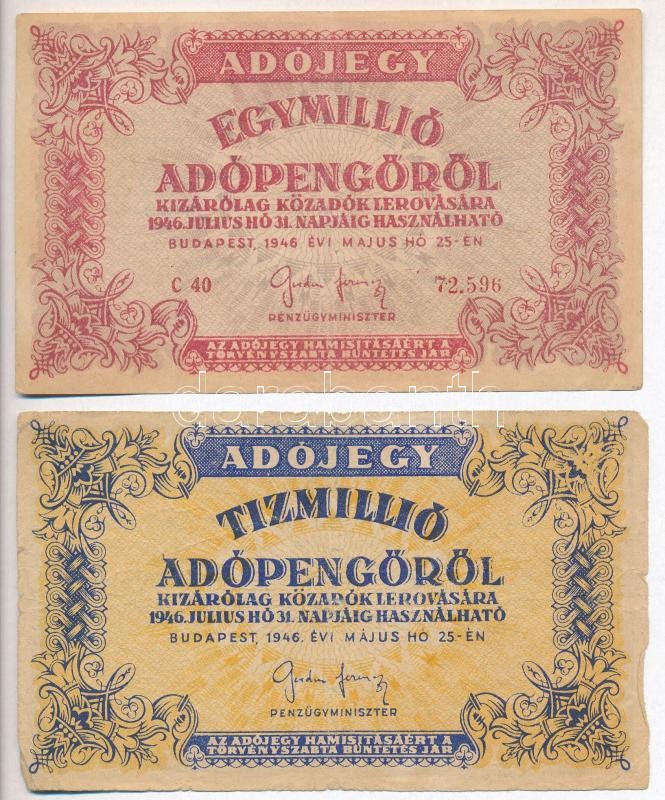 ADÓJEGY
EGYMILLIÓ
ADÓPENGŐRŐL
KIZÁRÓLAG KÖZADÓK LEROVÁSÁRA
1946. JULIUS HÓ 31. NAPJÁIG HASZNÁLHATÓ
BUDAPEST, 1946 ÉVI MÁJUS HÓ 25-ÉN
C 40 72.596
PÉNZÜGYMINISZTER
AZ ADÓJEGY HAMISITÁSÁÉRT A
TÖRVÉNYSZABTA BÜNTETÉS JÁR
darabanth
ADÓJEGY
TIZMILLIÓ
ADÓPENGŐRŐL
KIZÁRÓLAG KÖZADÓK LEROVÁSÁRA
1946. JULIUS HÓ 31. NAPJÁIG HASZNÁLHATÓ
BUDAPEST, 1946. ÉVI MÁJUS HÓ 25-ÉN
PÉNZÜGYMINISZTER
AZ ADÓJEGY HAMISITÁSÁÉRT A
TÖRVÉNYSZABTA BÜNTETÉS JÁR